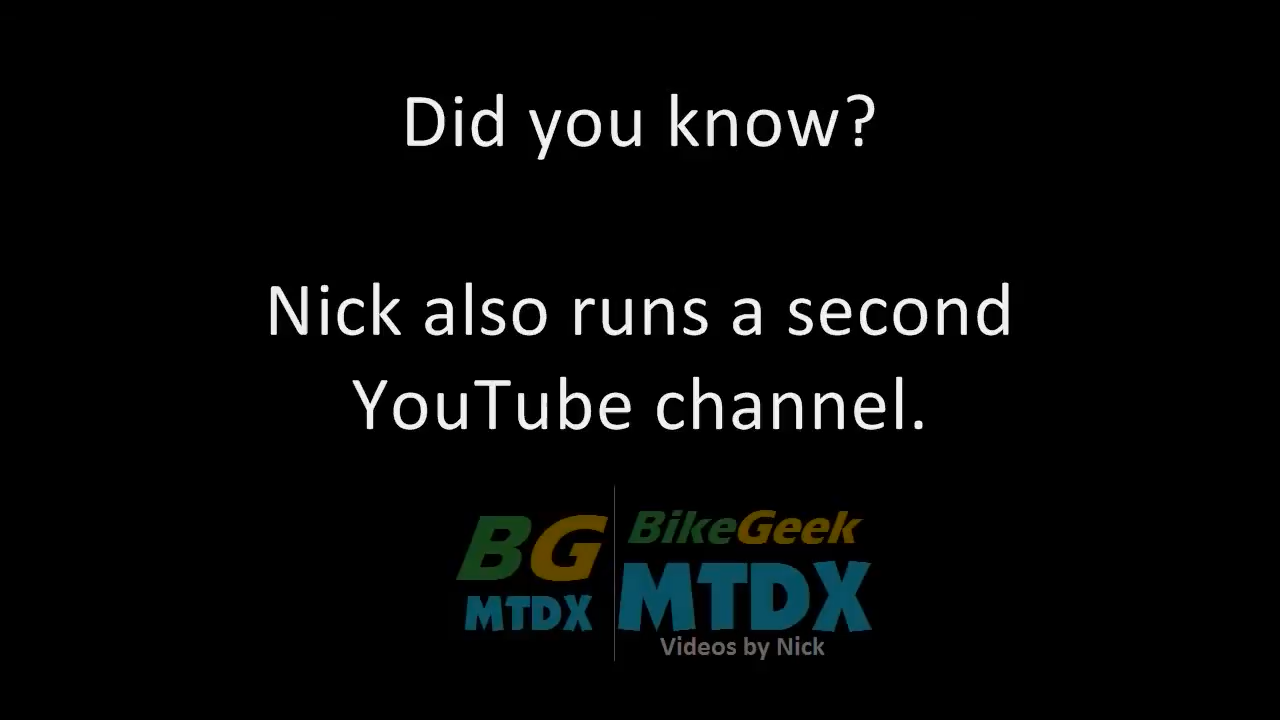 Did you know?
Nick also runs a second
YouTube channel.
BG
MTDX
BikeGeek
MTDX
Videos by Nick